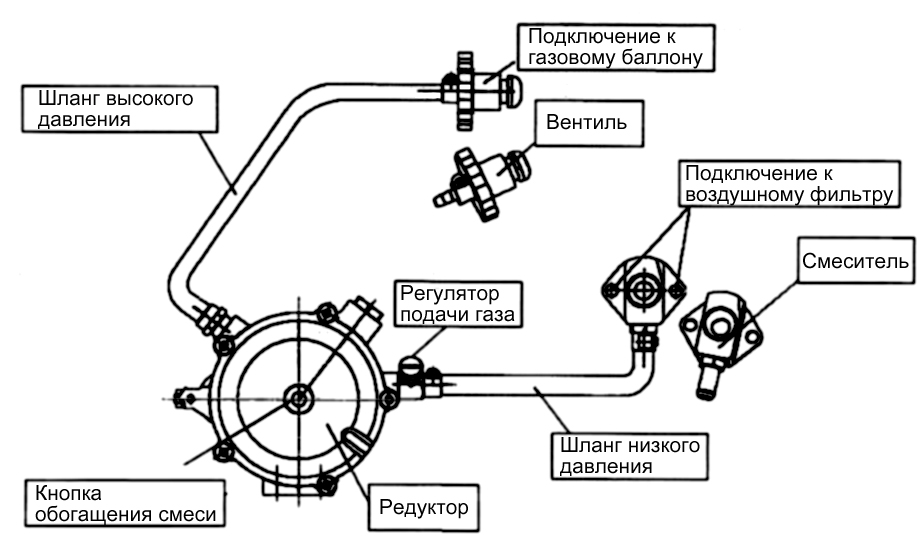 Подключение к
газовому баллону
Шланг высокого
давления
Вентиль
Подключение к
воздушному фильтру
Смеситель
Регулятор
подачи газа
Шланг низкого
давления
Кнопка
обогащения смеси
Редуктор